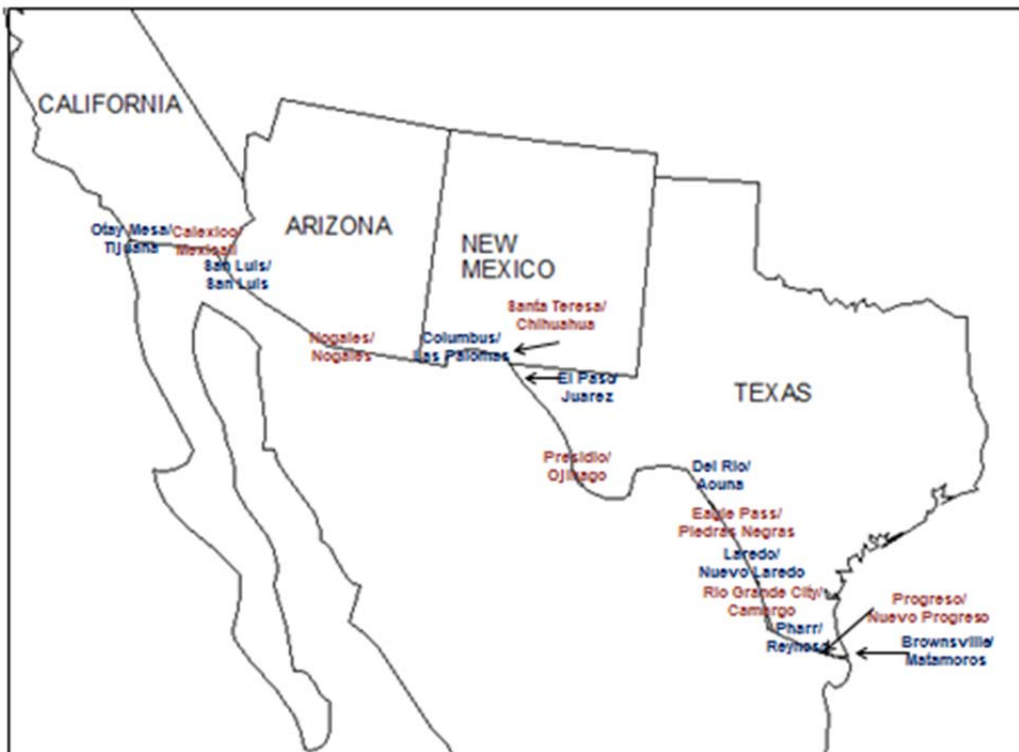 CALIFORNIA
ARIZONA
NEW
MEXICO
TEXAS
Otay Mesa/
Tijuana
Calexico/
Mexicali
San Luis/
San Luis
Nogales/
Nogales
Columbus/
Las Palomas
Santa Teresa/
Chihuahua
El Paso/
Juarez
Presidio/
Ojinago
Del Rio/
Aouna
Eagle Pass/
Piedras Negras
Laredo/
Nuevo Laredo
Rio Grande City/
Camargo
Pharr/
Reynosa
Progreso/
Nuevo Progreso
Brownsville/
Matamoros